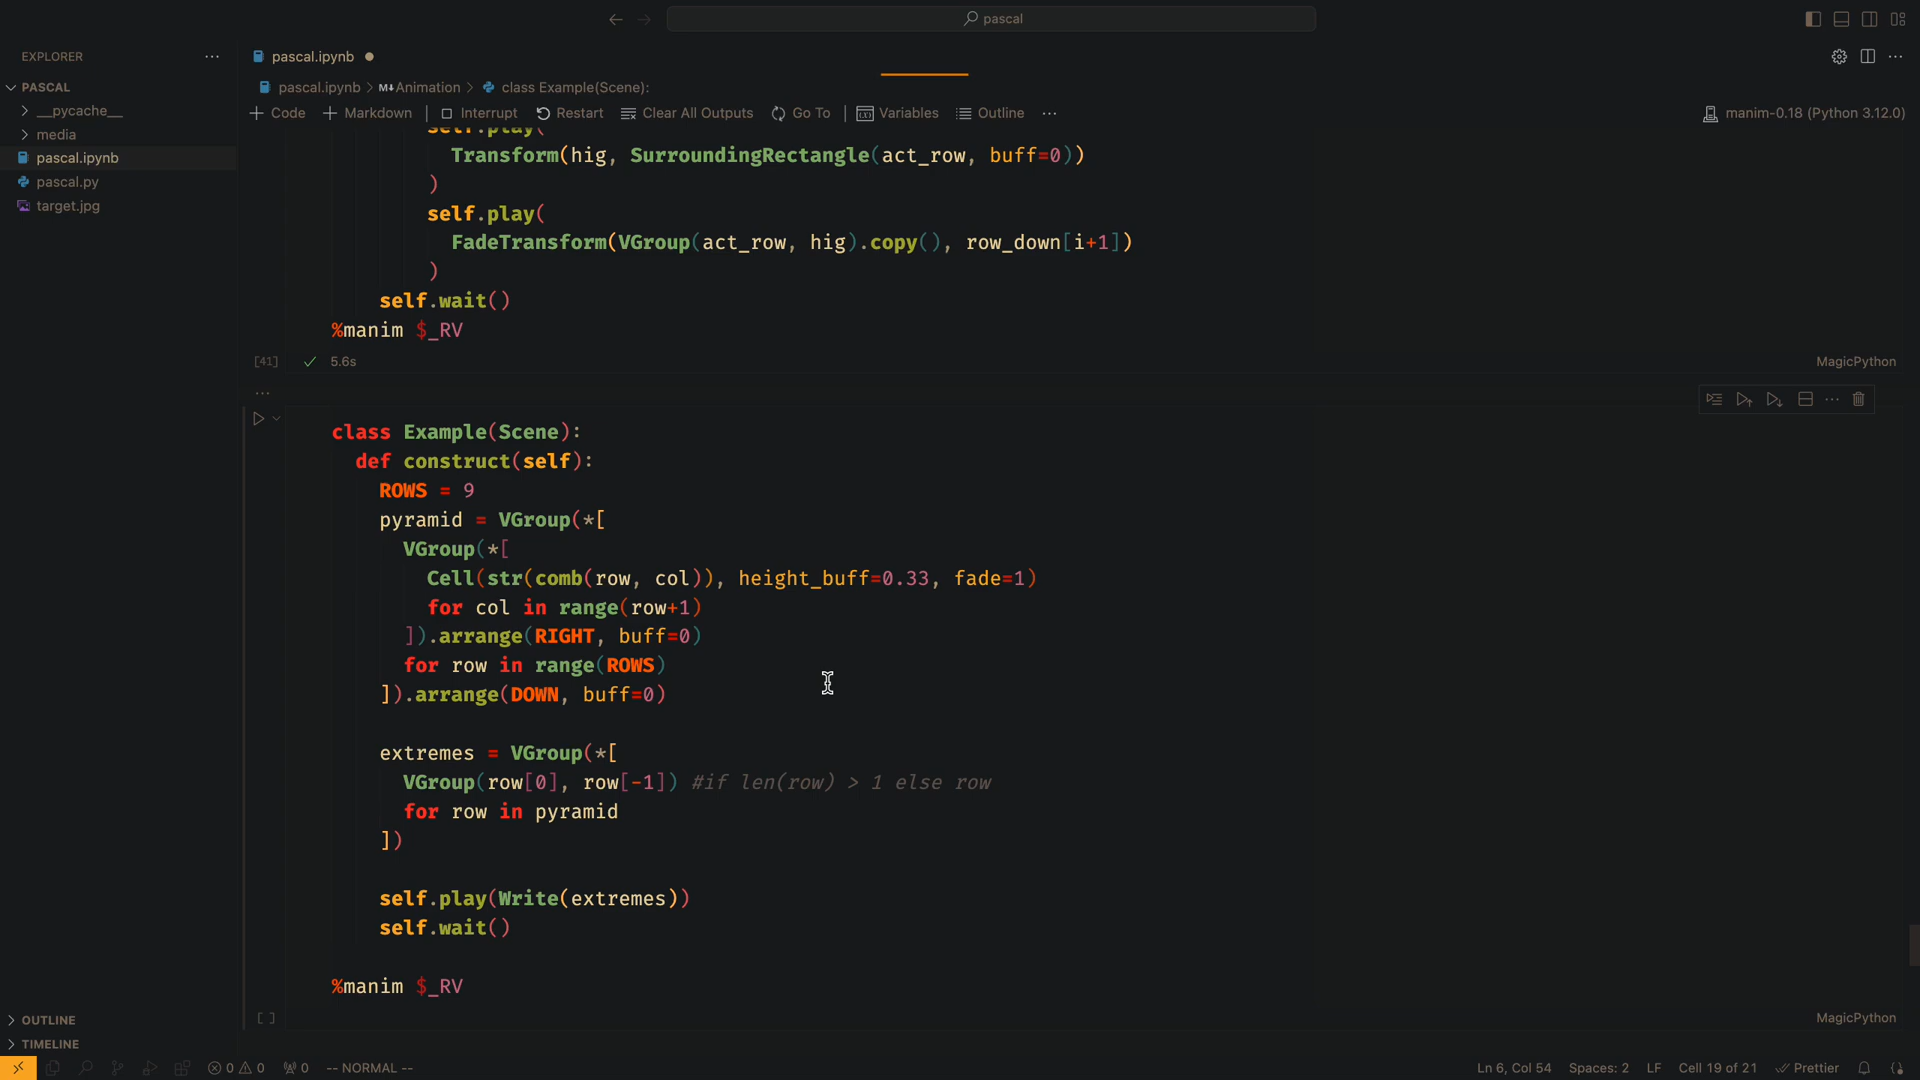 pascal
EXPLORER
pascal.ipynb
PASCAL
pascal.ipynb > M↓Animation > class Example(Scene):
> __pycache__
+ Code + Markdown | Interrupt Restart Clear All Outputs Go To | Variables Outline ...
manim-0.18 (Python 3.12.0)
> media
pascal.ipynb
pascal.py
target.jpg
self.play(
Transform(hig, SurroundingRectangle(act_row, buff=0))
)
self.play(
FadeTransform(VGroup(act_row, hig).copy(), row_down[i+1])
)
self.wait()
%manim $_RV
[41] ✓ 5.6s
MagicPython
class Example(Scene):
def construct(self):
ROWS = 9
pyramid = VGroup(*[
VGroup(*[
Cell(str(comb(row, col)), height_buff=0.33, fade=1)
for col in range(row+1)
]).arrange(RIGHT, buff=0)
for row in range(ROWS)
]).arrange(DOWN, buff=0)
extremes = VGroup(*[
VGroup(row[0], row[-1]) #if len(row) > 1 else row
for row in pyramid
])
self.play(Write(extremes))
self.wait()
%manim $_RV
[ ]
MagicPython
> OUTLINE
> TIMELINE
0 0 0 -- NORMAL --
Ln 6, Col 54 Spaces: 2 LF Cell 19 of 21 Prettier